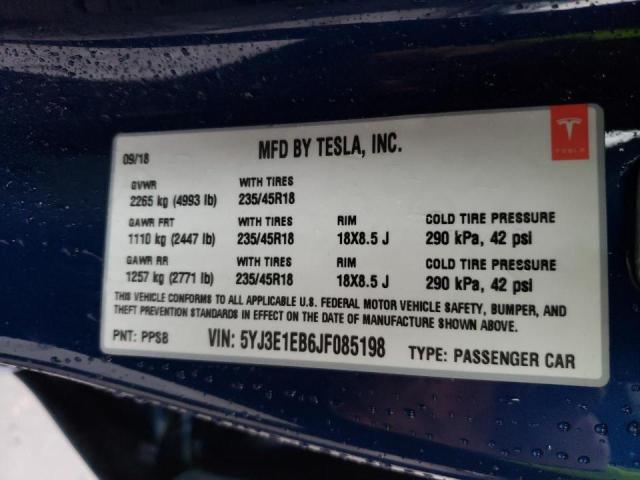 09/18 MFD BY TESLA, INC. TESLA
GVWR WITH TIRES
2265 kg (4993 lb) 235/45R18
GAWR FRT WITH TIRES RIM COLD TIRE PRESSURE
1110 kg (2447 lb) 235/45R18 18X8.5 J 290 kPa, 42 psi
GAWR RR WITH TIRES RIM COLD TIRE PRESSURE
1257 kg (2771 lb) 235/45R18 18X8.5 J 290 kPa, 42 psi
THIS VEHICLE CONFORMS TO ALL APPLICABLE U.S. FEDERAL MOTOR VEHICLE SAFETY, BUMPER, AND
THEFT PREVENTION STANDARDS IN EFFECT ON THE DATE OF MANUFACTURE SHOWN ABOVE.
PNT: PPSB VIN: 5YJ3E1EB6JF085198 TYPE: PASSENGER CAR